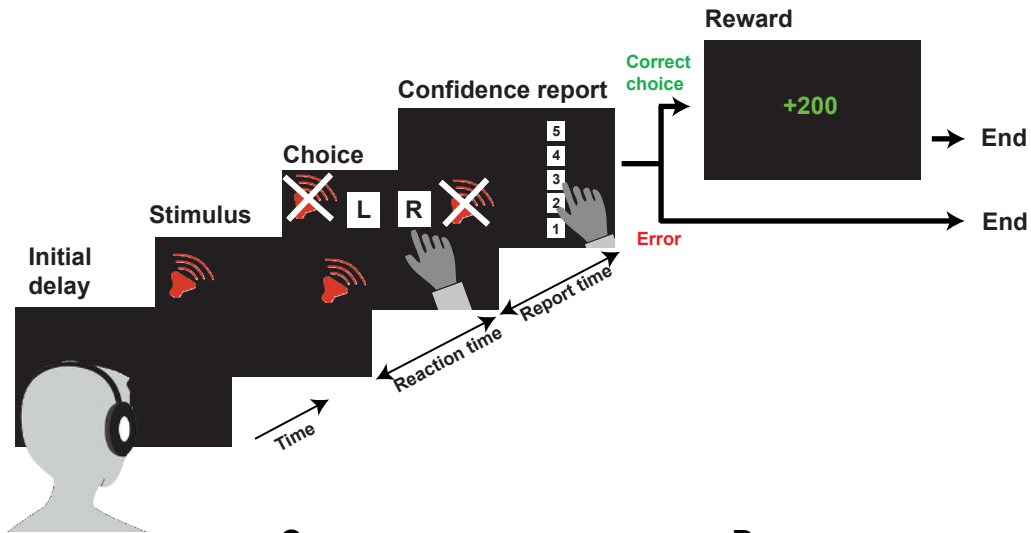 Reward
Correct
choice
+200
End
Confidence report
5
4
3
2
1
Choice
L R
Stimulus
Initial
delay
Error
End
Report time
Reaction time
Time